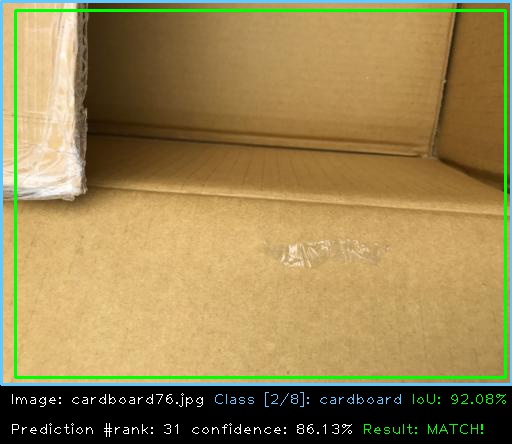 Image: cardboard76.jpg Class [2/8]: cardboard IoU: 92.08%
Prediction #rank: 31 confidence: 86.13% Result: MATCH!